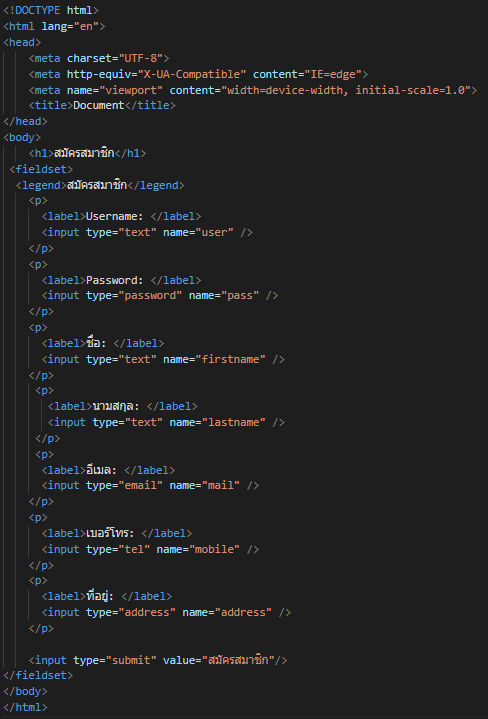 <!DOCTYPE html>
<html lang="en">
<head>
    <meta charset="UTF-8">
    <meta http-equiv="X-UA-Compatible" content="IE=edge">
    <meta name="viewport" content="width=device-width, initial-scale=1.0">
    <title>Document</title>
</head>
<body>
    <h1>สมัครสมาชิก</h1>
 <fieldset>
  <legend>สมัครสมาชิก</legend>
    <p>
      <label>Username: </label>
      <input type="text" name="user" />
    </p>
    <p>
      <label>Password: </label>
      <input type="password" name="pass" />
    </p>
    <p>
      <label>ชื่อ: </label>
      <input type="text" name="firstname" />
    </p>
     <p>
       <label>นามสกุล: </label>
       <input type="text" name="lastname" />
     </p>
     <p>
      <label>อีเมล: </label>
      <input type="email" name="mail" />
    </p>
    <p>
      <label>เบอร์โทร: </label>
      <input type="tel" name="mobile" />
    </p>
    <p>
      <label>ที่อยู่: </label>
      <input type="address" name="address" />
    </p>

    <input type="submit" value="สมัครสมาชิก"/>
</fieldset>
</body>
</html>